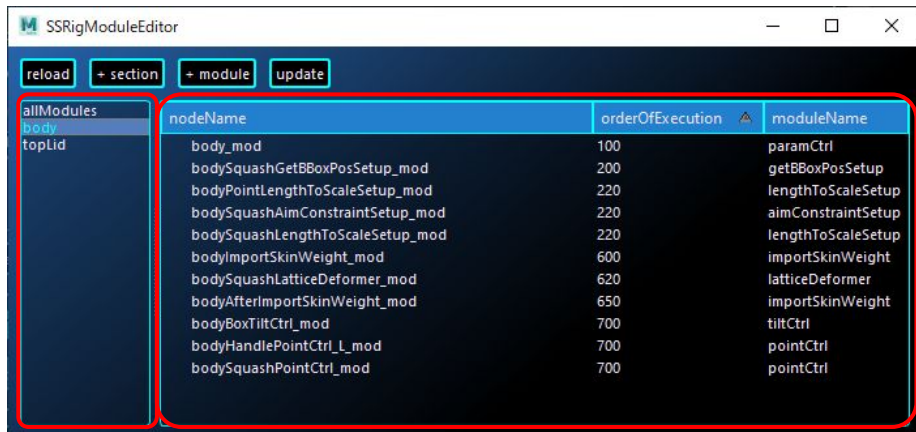 SSRigModuleEditor
reload + section + module update
allModules
body
topLid
nodeName orderOfExecution moduleName
body_mod 100 paramCtrl
bodySquashGetBBoxPosSetup_mod 200 getBBoxPosSetup
bodyPointLengthToScaleSetup_mod 220 lengthToScaleSetup
bodySquashAimConstraintSetup_mod 220 aimConstraintSetup
bodySquashLengthToScaleSetup_mod 220 lengthToScaleSetup
bodyImportSkinWeight_mod 600 importSkinWeight
bodySquashLatticeDeformer_mod 620 latticeDeformer
bodyAfterImportSkinWeight_mod 650 importSkinWeight
bodyBoxTiltCtrl_mod 700 tiltCtrl
bodyHandlePointCtrl_L_mod 700 pointCtrl
bodySquashPointCtrl_mod 700 pointCtrl